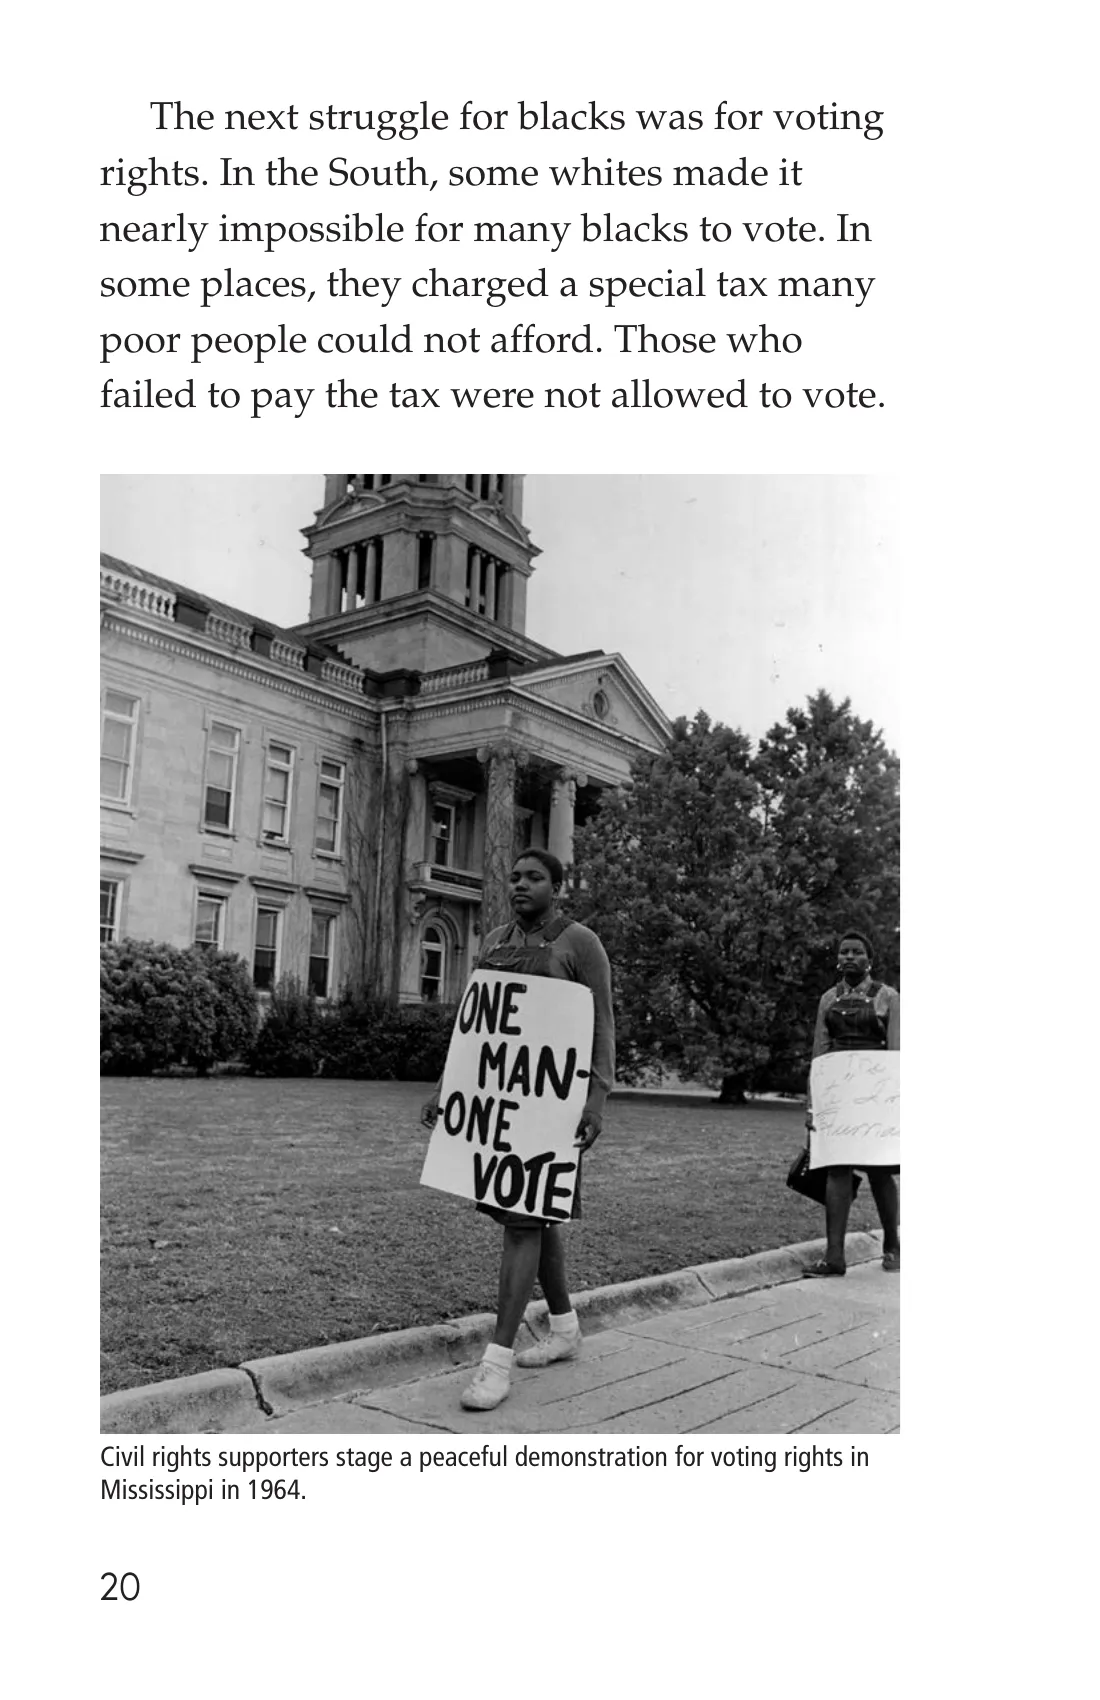 The next struggle for blacks was for voting
rights. In the South, some whites made it
nearly impossible for many blacks to vote. In
some places, they charged a special tax many
poor people could not afford. Those who
failed to pay the tax were not allowed to vote.
ONE
MAN-
-ONE
VOTE
Civil rights supporters stage a peaceful demonstration for voting rights in
Mississippi in 1964.
20